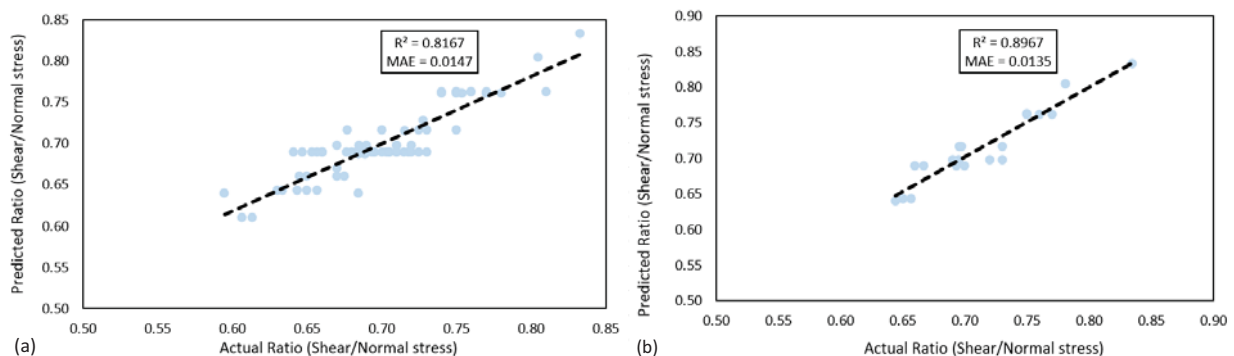 0.85
0.80
0.75
0.70
0.65
0.60
0.55
0.50
Predicted Ratio (Shear/Normal stress)
R² = 0.8167
MAE = 0.0147
0.50 0.55 0.60 0.65 0.70 0.75 0.80 0.85
Actual Ratio (Shear/Normal stress)
(a)
0.90
0.85
0.80
0.75
0.70
0.65
0.60
0.55
0.50
Predicted Ratio (Shear/Normal stress)
R² = 0.8967
MAE = 0.0135
0.50 0.55 0.60 0.65 0.70 0.75 0.80 0.85 0.90
Actual Ratio (Shear/Normal stress)
(b)